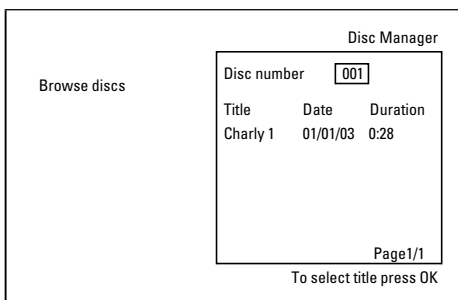 Disc Manager
Browse discs
Disc number 001
Title Date Duration
Charly 1 01/01/03 0:28
Page1/1
To select title press OK